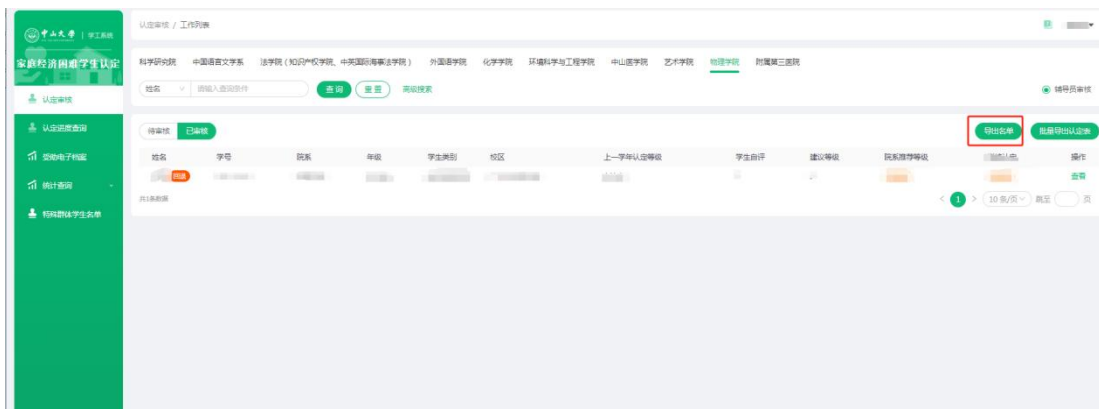 中山大学 | 学工系统
家庭经济困难学生认定
认定审核
认定进度查询
受助电子档案
统计查询
特殊群体学生名单
认定审核 / 工作列表
科学研究院 中国语言文学系 法学院(知识产权学院、中英国际海事法学院) 外国语学院 化学学院 环境科学与工程学院 中山医学院 艺术学院 物理学院 附属第三医院
姓名 请输入查询条件 查询 重置 高级搜索 辅导员审核
待审核 已审核 导出名单 批量导出认定表
姓名 学号 院系 年级 学生类别 校区 上一学年认定等级 学生自评 建议等级 院系推荐等级 操作
回退 查看
共1条数据 < 1 > 10 条/页 跳至 页